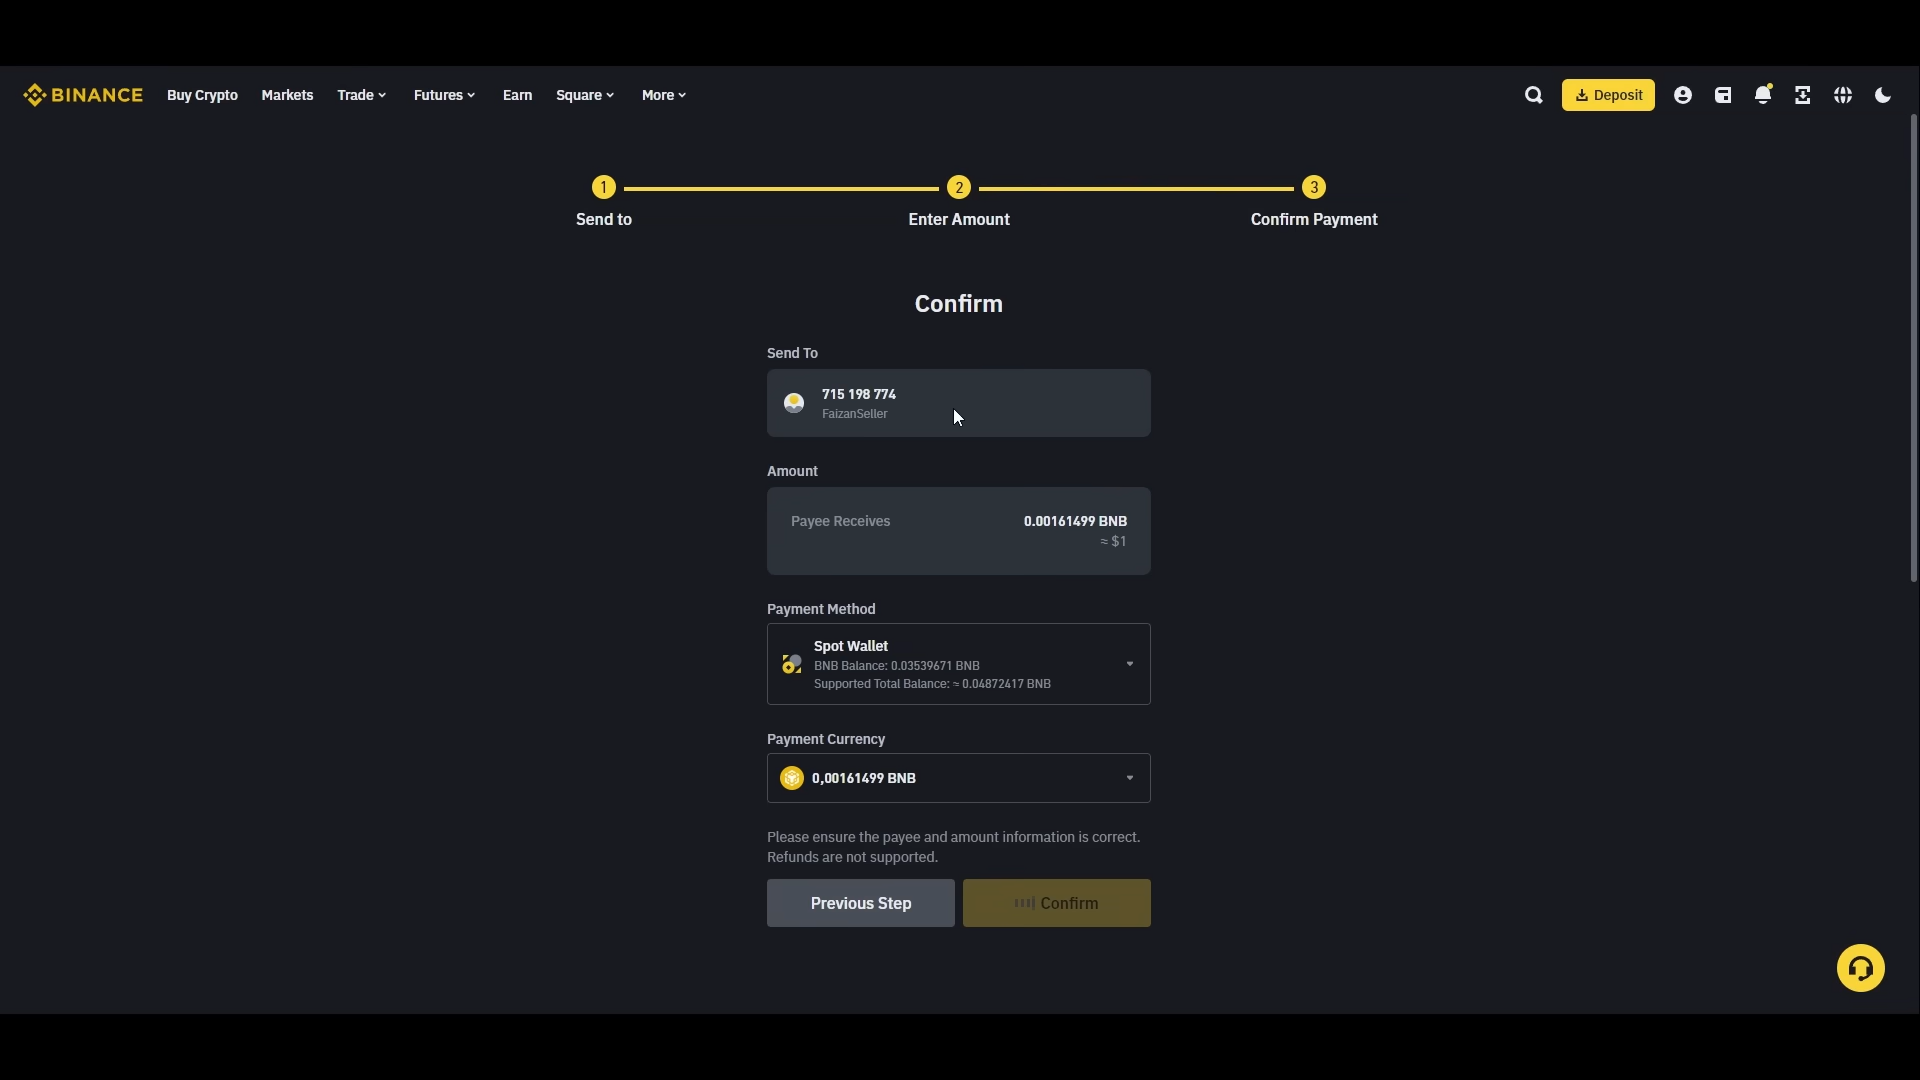 BINANCE Buy Crypto Markets Trade Futures Earn Square More Deposit
1 2 3
Send to Enter Amount Confirm Payment
Confirm
Send To
715 198 774
FaizanSeller
Amount
Payee Receives 0.00161499 BNB
≈ $1
Payment Method
Spot Wallet
BNB Balance: 0.03539671 BNB
Supported Total Balance: ≈ 0.04872417 BNB
Payment Currency
0,00161499 BNB
Please ensure the payee and amount information is correct.
Refunds are not supported.
Previous Step Confirm